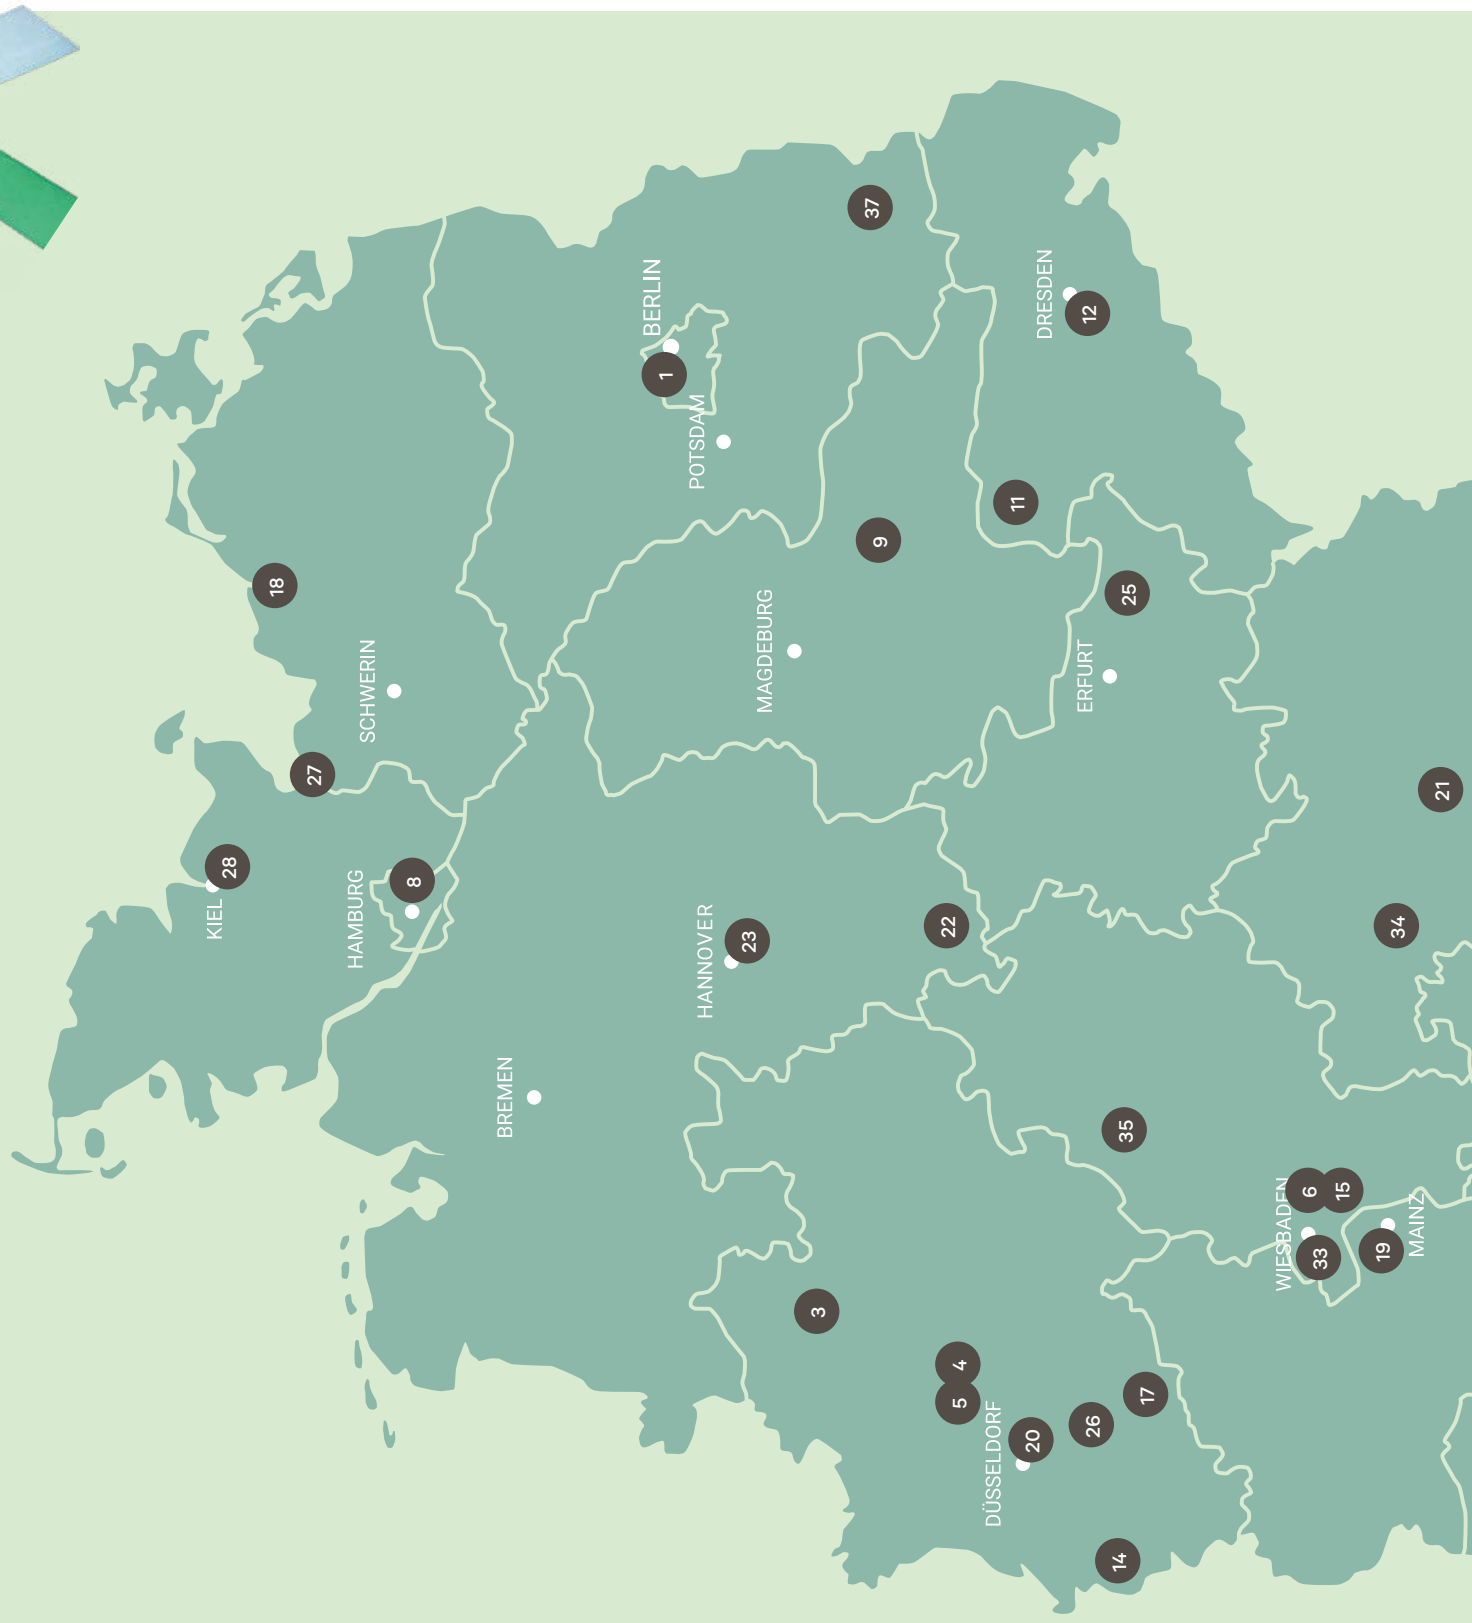 28
KIEL
18
27
SCHWERIN
HAMBURG
8
BERLIN
1
POTSDAM
37
BREMEN
HANNOVER
23
MAGDEBURG
9
3
22
11
DRESDEN
12
4
5
DÜSSELDORF
20
26
17
14
35
ERFURT
25
WIESBADEN
6
15
33
19
MAINZ
34
21